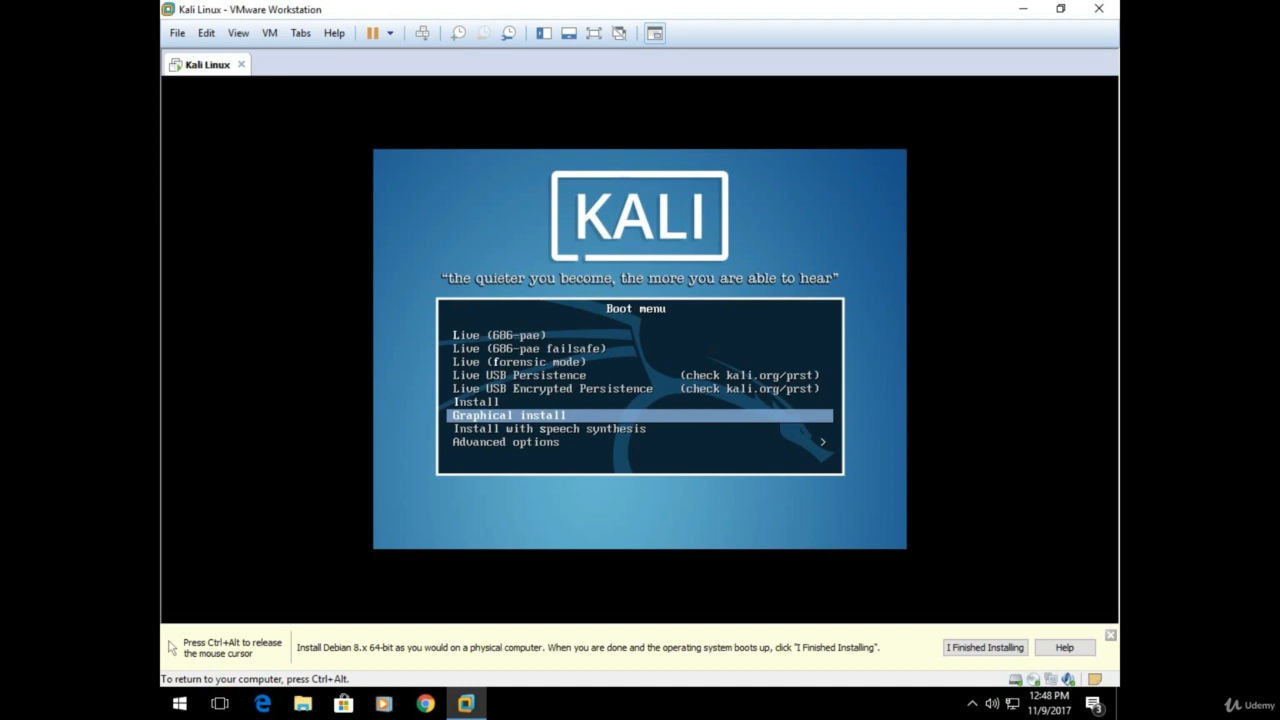 Kali Linux - VMware Workstation
File Edit View VM Tabs Help
Kali Linux
KALI
“the quieter you become, the more you are able to hear”
Boot menu
Live (686-pae)
Live (686-pae failsafe)
Live (forensic mode)
Live USB Persistence (check kali.org/prst)
Live USB Encrypted Persistence (check kali.org/prst)
Install
Graphical install
Install with speech synthesis
Advanced options >
Press Ctrl+Alt to release
the mouse cursor
Install Debian 8.x 64-bit as you would on a physical computer. When you are done and the operating system boots up, click "I Finished Installing".
I Finished Installing
Help
To return to your computer, press Ctrl+Alt.
12:48 PM
11/9/2017
3
Udemy